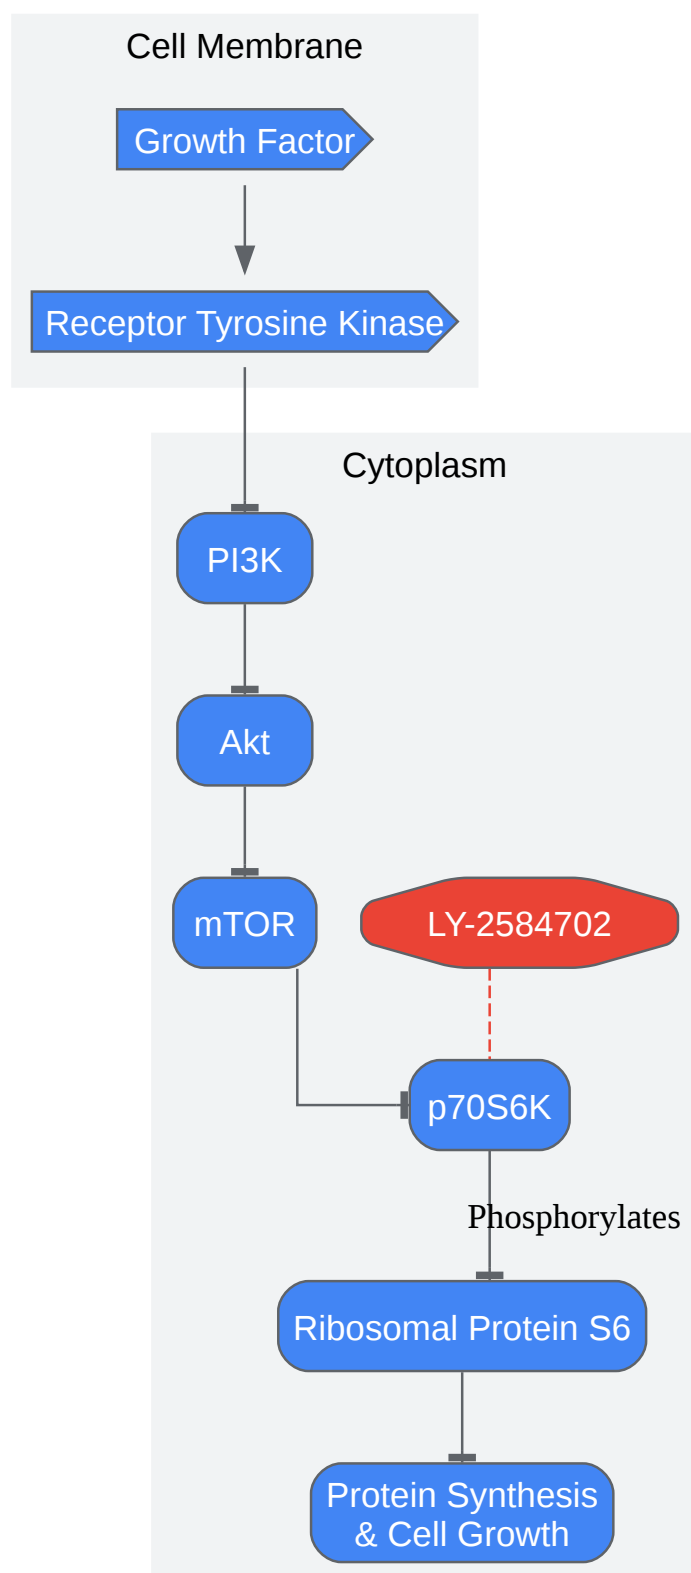 Cell Membrane
Growth Factor
Receptor Tyrosine Kinase
Cytoplasm
PI3K
Akt
mTOR
LY-2584702
p70S6K
Phosphorylates
Ribosomal Protein S6
Protein Synthesis
& Cell Growth